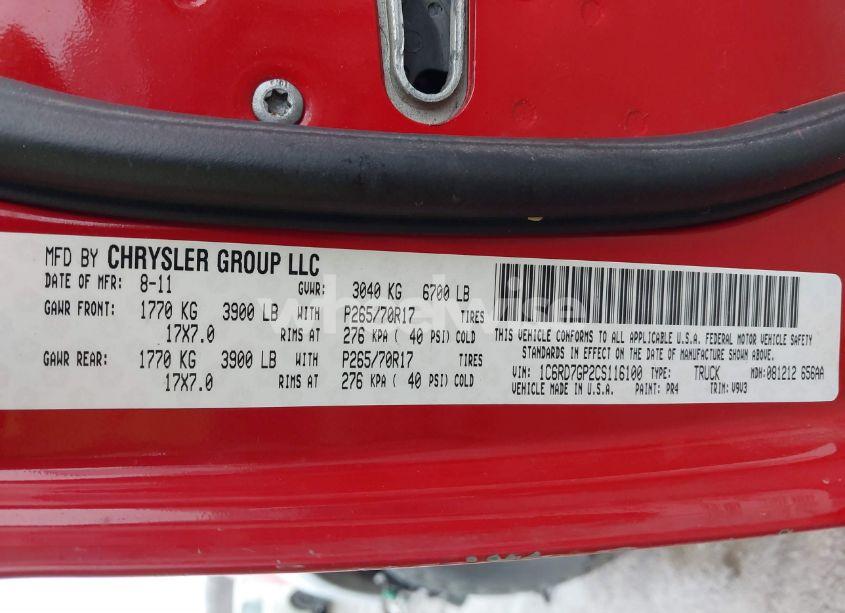 MFD BY CHRYSLER GROUP LLC
DATE OF MFR: 8-11 GVWR: 3040 KG 6700 LB
GAWR FRONT: 1770 KG 3900 LB WITH P265/70R17 TIRES
17X7.0 RIMS AT 276 KPA ( 40 PSI) COLD
GAWR REAR: 1770 KG 3900 LB WITH P265/70R17 TIRES
17X7.0 RIMS AT 276 KPA ( 40 PSI) COLD
THIS VEHICLE CONFORMS TO ALL APPLICABLE U.S.A. FEDERAL MOTOR VEHICLE SAFETY
STANDARDS IN EFFECT ON THE DATE OF MANUFACTURE SHOWN ABOVE.
VIN: 1C6RD7GP2CS116100 TYPE: TRUCK MDH: 081212 656AA
VEHICLE MADE IN U.S.A. PAINT: PR4 TRIM: V9V3